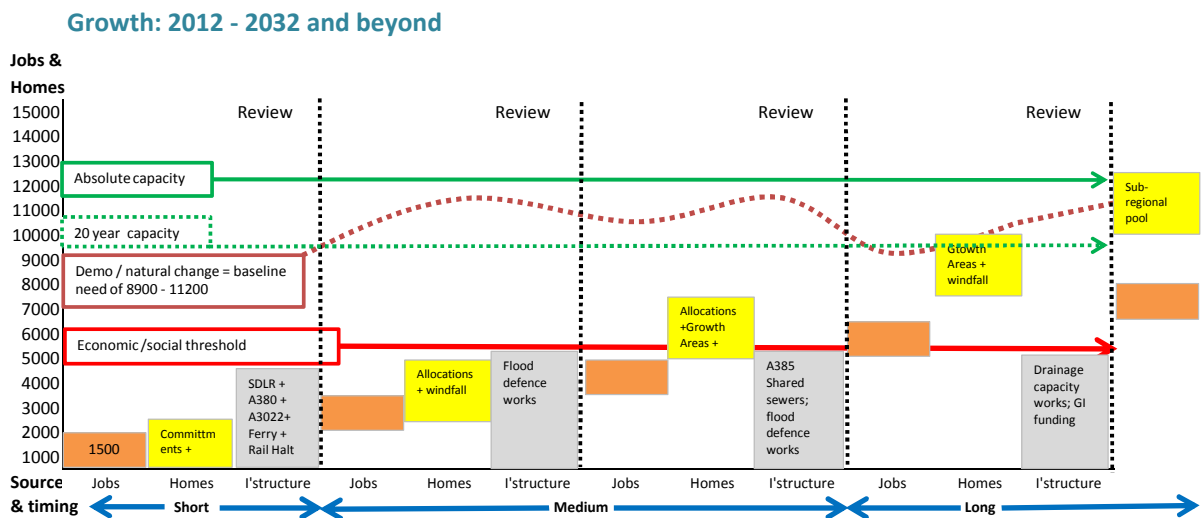 Growth: 2012 - 2032 and beyond
Jobs &
Homes
Review
Review
Review
Review
15000
14000
13000
12000
11000
10000
9000
8000
7000
6000
5000
4000
3000
2000
1000
Absolute capacity
20 year capacity
Demo / natural change = baseline
need of 8900 - 11200
Economic /social threshold
1500
Committm
ents +
SDLR +
A380 +
A3022+
Ferry +
Rail Halt
Allocations
+ windfall
Flood
defence
works
Allocations
+Growth
Areas +
A385
Shared
sewers;
flood
defence
works
Growth
Areas +
windfall
Drainage
capacity
works; GI
funding
Sub-
regional
pool
Source
& timing
Jobs
Homes
I'structure
Jobs
Homes
I'structure
Jobs
Homes
I'structure
Jobs
Homes
I'structure
Short
Medium
Long